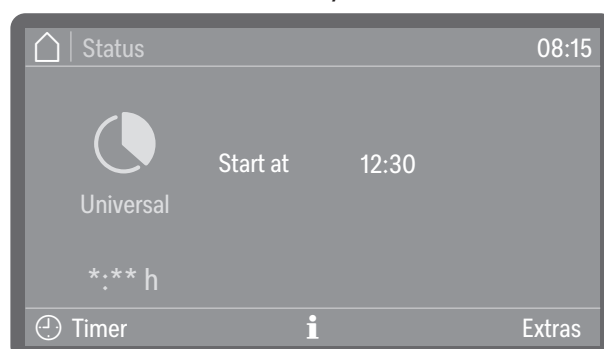 Status 08:15
Start at 12:30
Universal
*:** h
Timer i Extras